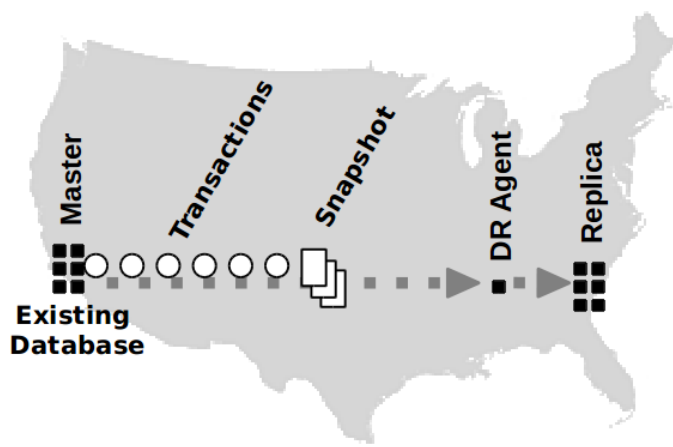 Master
Transactions
Snapshot
DR Agent
Replica
Existing
Database